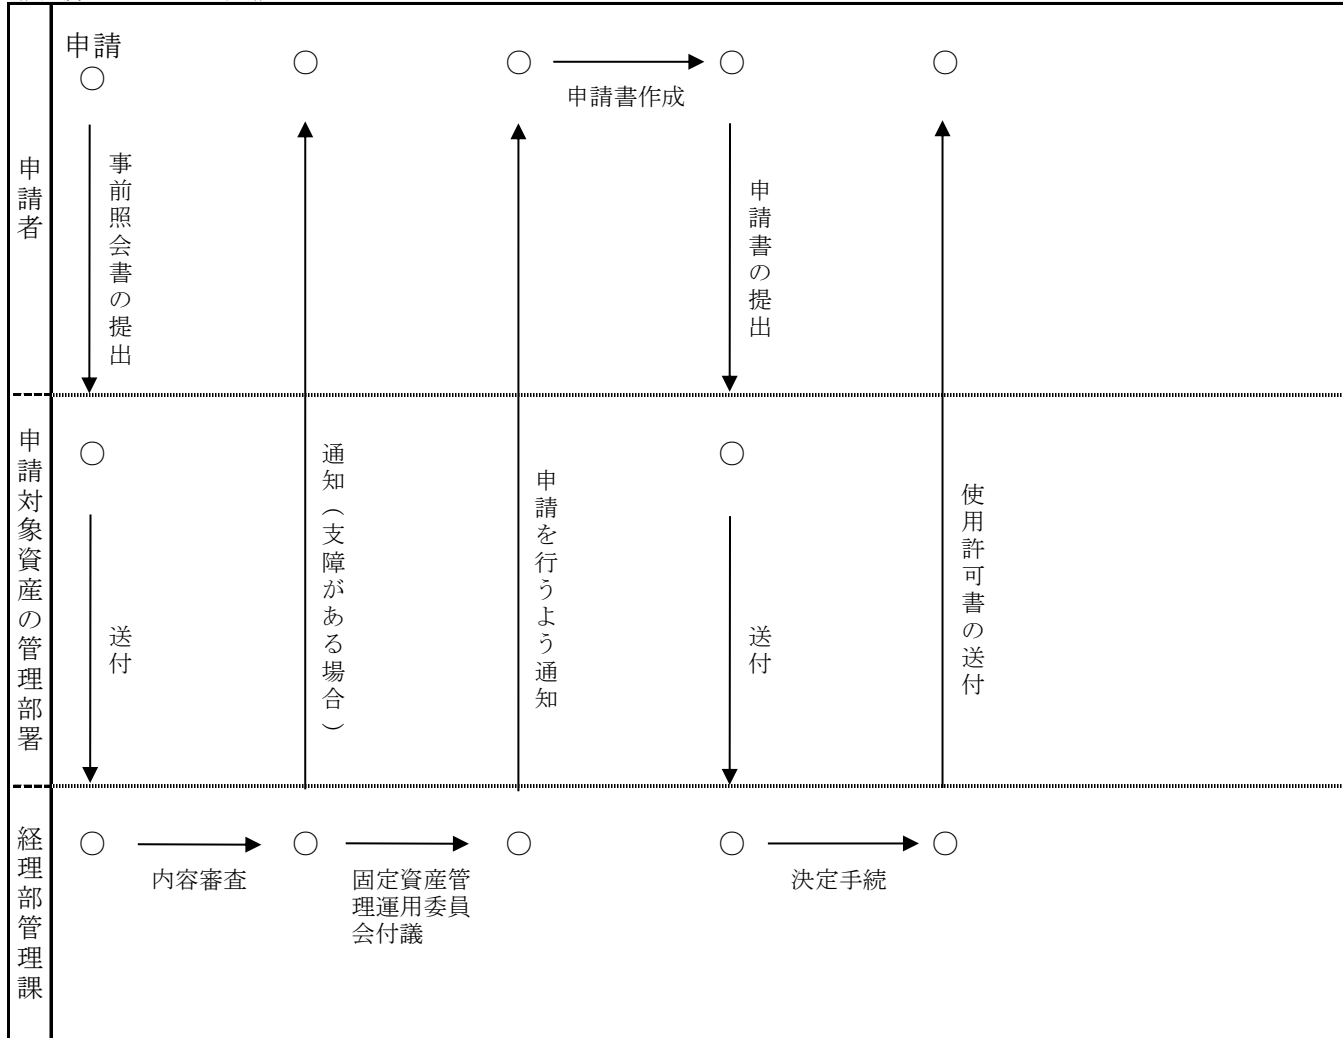 申請
申請者
事前照会書の提出
申請書作成
申請書の提出
申請対象資産の管理部署
送付
通知（支障がある場合）
申請を行うよう通知
送付
使用許可書の送付
経理部管理課
内容審査
固定資産管
理運用委員
会付議
決定手続